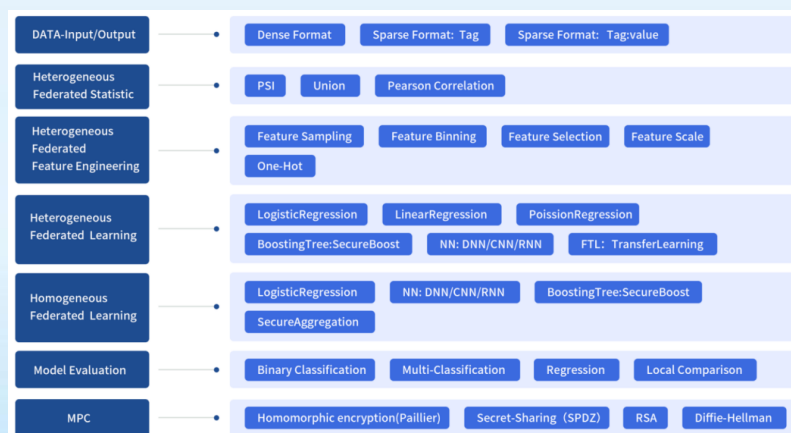 DATA-Input/Output
Dense Format
Sparse Format: Tag
Sparse Format: Tag:value
Heterogeneous
Federated Statistic
PSI
Union
Pearson Correlation
Heterogeneous
Federated
Feature Engineering
Feature Sampling
Feature Binning
Feature Selection
Feature Scale
One-Hot
Heterogeneous
Federated Learning
LogisticRegression
LinearRegression
PoissionRegression
BoostingTree:SecureBoost
NN: DNN/CNN/RNN
FTL: TransferLearning
Homogeneous
Federated Learning
LogisticRegression
NN: DNN/CNN/RNN
BoostingTree:SecureBoost
SecureAggregation
Model Evaluation
Binary Classification
Multi-Classification
Regression
Local Comparison
MPC
Homomorphic encryption(Paillier)
Secret-Sharing (SPDZ)
RSA
Diffie-Hellman